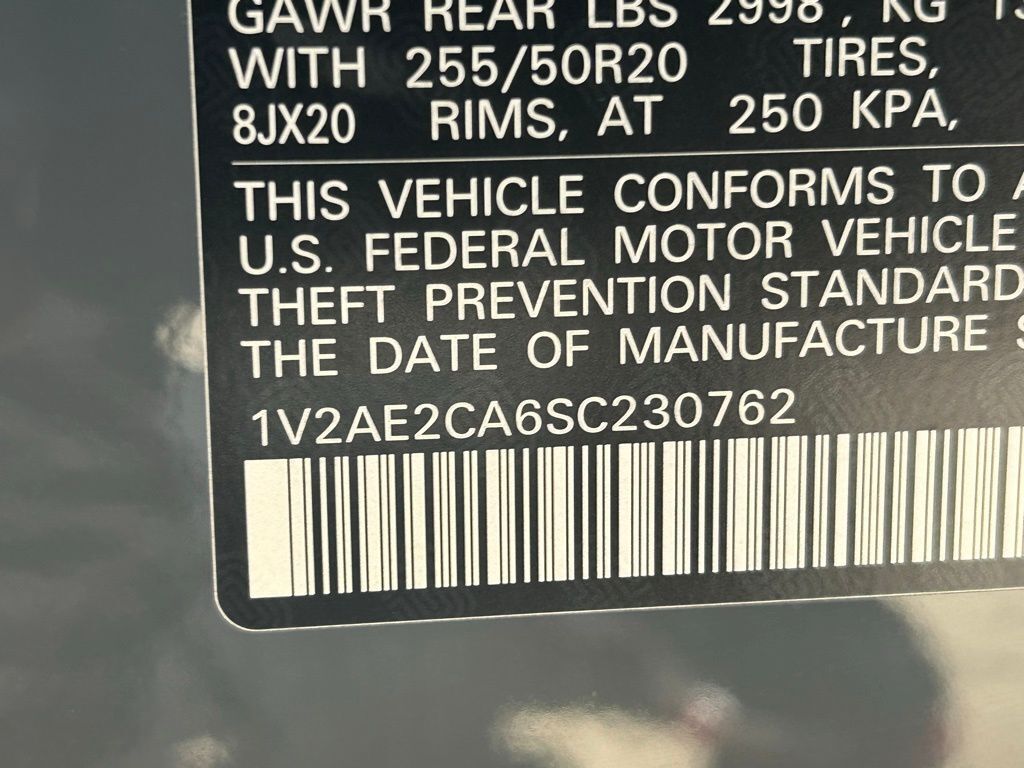 GAWR REAR LBS 2998, KG
WITH 255/50R20 TIRES,
8JX20 RIMS, AT 250 KPA,
THIS VEHICLE CONFORMS TO
U.S. FEDERAL MOTOR VEHICLE
THEFT PREVENTION STANDARD
THE DATE OF MANUFACTURE
1V2AE2CA6SC230762